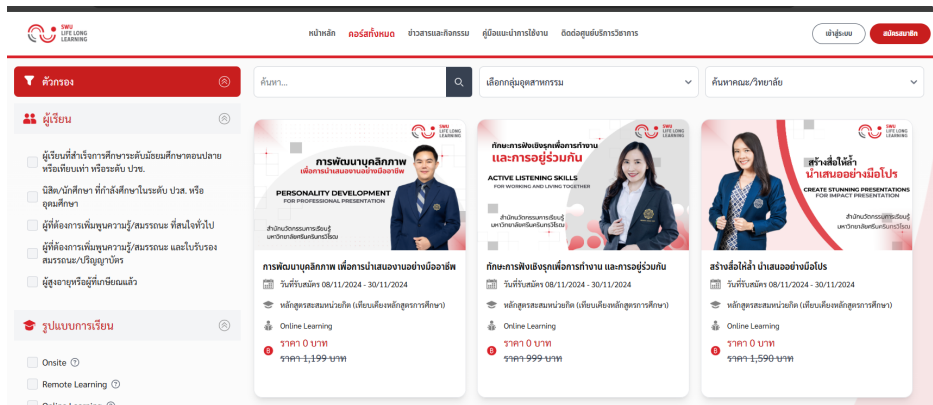 SWU
LIFE LONG
LEARNING
หน้าหลัก คอร์สทั้งหมด ข่าวสารและกิจกรรม คู่มือแนะนำการใช้งาน ติดต่อศูนย์บริการวิชาการ
เข้าสู่ระบบ สมัครสมาชิก
ตัวกรอง
ค้นหา...
เลือกกลุ่มอุตสาหกรรม
ค้นหาคณะ/วิทยาลัย
ผู้เรียน
ผู้เรียนที่สำเร็จการศึกษาระดับมัธยมศึกษาตอนปลาย
หรือเทียบเท่า หรือระดับ ปวช.
นิสิต/นักศึกษา ที่กำลังศึกษาในระดับ ปวส. หรือ
อุดมศึกษา
ผู้ที่ต้องการเพิ่มพูนความรู้/สมรรถนะ ที่สนใจทั่วไป
ผู้ที่ต้องการเพิ่มพูนความรู้/สมรรถนะ และใบรับรอง
สมรรถนะ/ปริญญาบัตร
ผู้สูงอายุหรือผู้ที่เกษียณแล้ว
รูปแบบการเรียน
Onsite
Remote Learning
Online Learning
SWU
LIFE LONG
LEARNING
การพัฒนาบุคลิกภาพ
เพื่อการนำเสนองานอย่างมืออาชีพ
PERSONALITY DEVELOPMENT
FOR PROFESSIONAL PRESENTATION
สำนักนวัตกรรมการเรียนรู้
มหาวิทยาลัยศรีนครินทรวิโรฒ
การพัฒนาบุคลิกภาพ เพื่อการนำเสนองานอย่างมืออาชีพ
วันที่รับสมัคร 08/11/2024 - 30/11/2024
หลักสูตรสะสมหน่วยกิต (เทียบเคียงหลักสูตรการศึกษา)
Online Learning
ราคา 0 บาท
ราคา 1,199 บาท
SWU
LIFE LONG
LEARNING
ทักษะการฟังเชิงรุกเพื่อการทำงาน
และการอยู่ร่วมกัน
ACTIVE LISTENING SKILLS
FOR WORKING AND LIVING TOGETHER
สำนักนวัตกรรมการเรียนรู้
มหาวิทยาลัยศรีนครินทรวิโรฒ
ทักษะการฟังเชิงรุกเพื่อการทำงาน และการอยู่ร่วมกัน
วันที่รับสมัคร 08/11/2024 - 30/11/2024
หลักสูตรสะสมหน่วยกิต (เทียบเคียงหลักสูตรการศึกษา)
Online Learning
ราคา 0 บาท
ราคา 999 บาท
SWU
LIFE LONG
LEARNING
สร้างสื่อให้ล้ำ
นำเสนออย่างมือโปร
CREATE STUNNING PRESENTATIONS
FOR IMPACT PRESENTATION
สำนักนวัตกรรมการเรียนรู้
มหาวิทยาลัยศรีนครินทรวิโรฒ
สร้างสื่อให้ล้ำ นำเสนออย่างมือโปร
วันที่รับสมัคร 08/11/2024 - 30/11/2024
หลักสูตรสะสมหน่วยกิต (เทียบเคียงหลักสูตรการศึกษา)
Online Learning
ราคา 0 บาท
ราคา 1,590 บาท